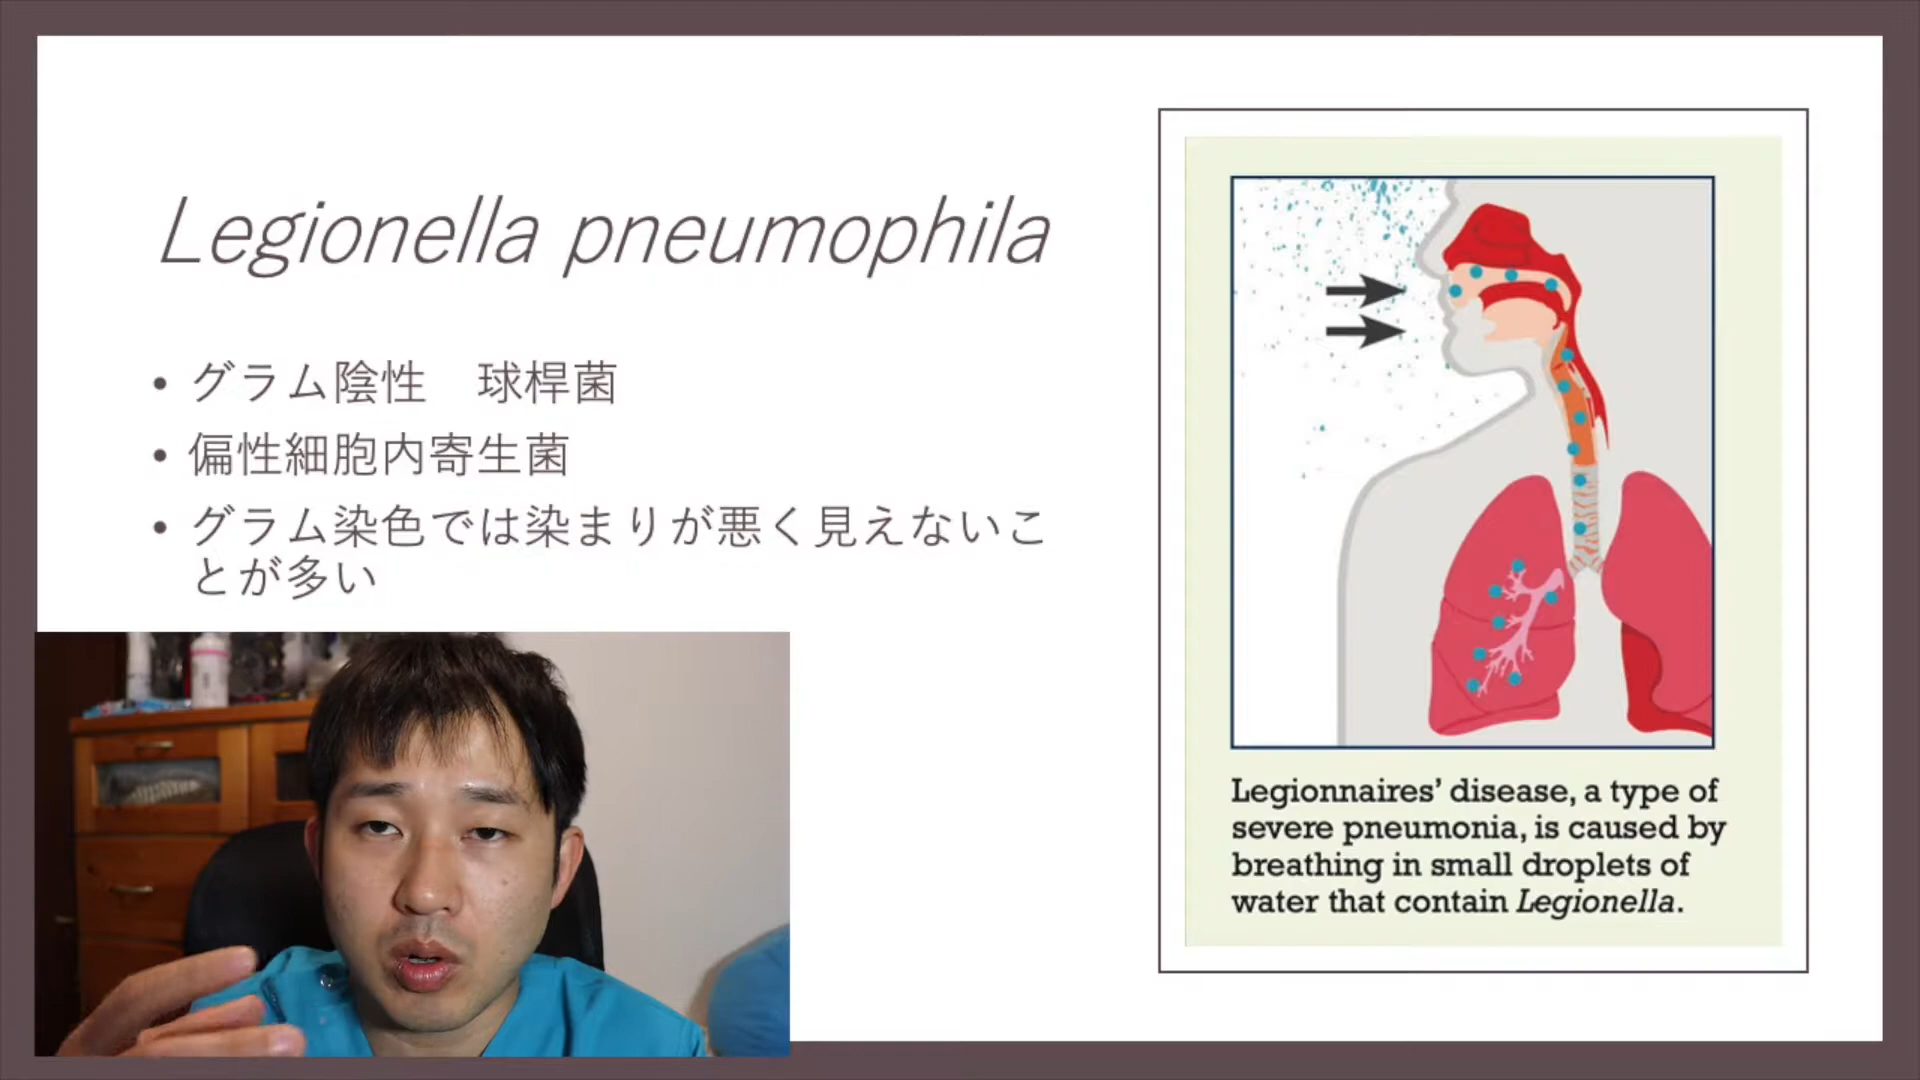 Legionella pneumophila
• グラム陰性　球桿菌
• 偏性細胞内寄生菌
• グラム染色では染まりが悪く見えないこ
とが多い
Legionnaires’ disease, a type of
severe pneumonia, is caused by
breathing in small droplets of
water that contain Legionella.